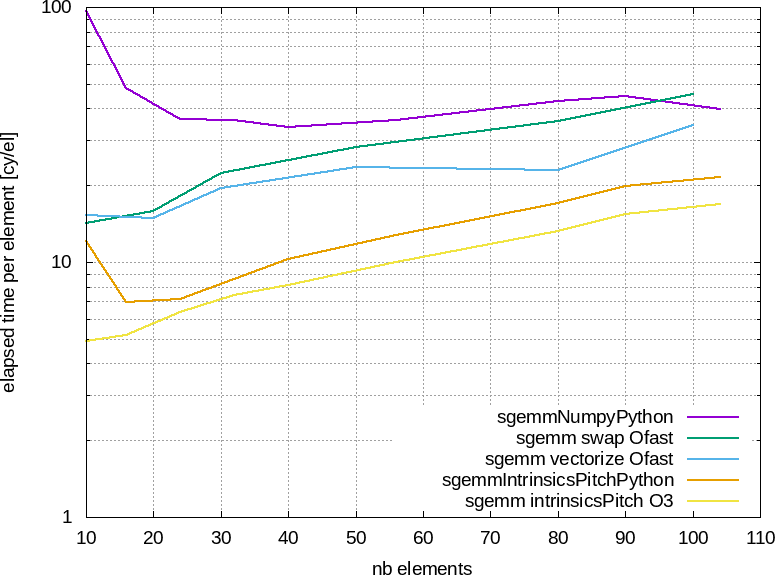 100
10
1
elapsed time per element [cy/el]
sgemmNumpyPython
sgemm swap Ofast
sgemm vectorize Ofast
sgemmIntrinsicsPitchPython
sgemm intrinsicsPitch O3
10 20 30 40 50 60 70 80 90 100 110
nb elements